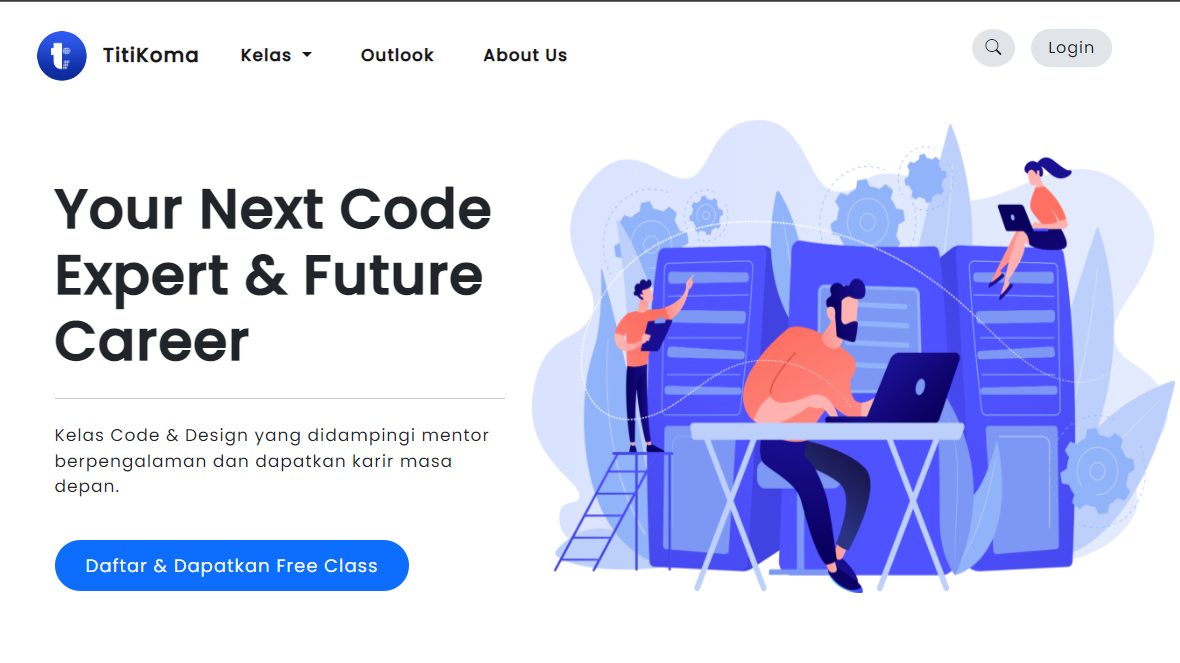 TitiKoma
Kelas
Outlook
About Us
Login
Your Next Code
Expert & Future
Career
Kelas Code & Design yang didampingi mentor
berpengalaman dan dapatkan karir masa
depan.
Daftar & Dapatkan Free Class